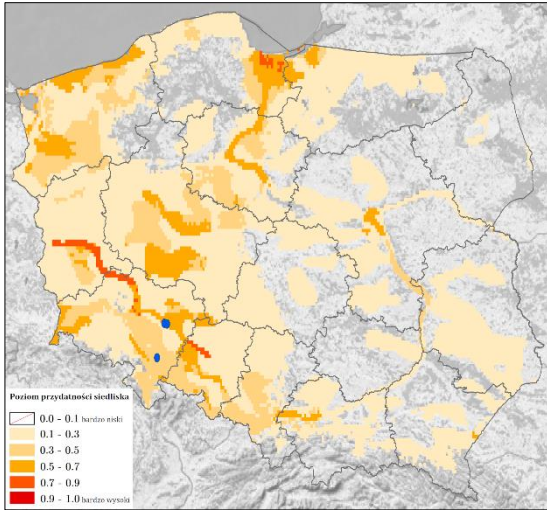 Poziom przydatności siedliska
0.0 - 0.1 bardzo niski
0.1 - 0.3
0.3 - 0.5
0.5 - 0.7
0.7 - 0.9
0.9 - 1.0 bardzo wysoki